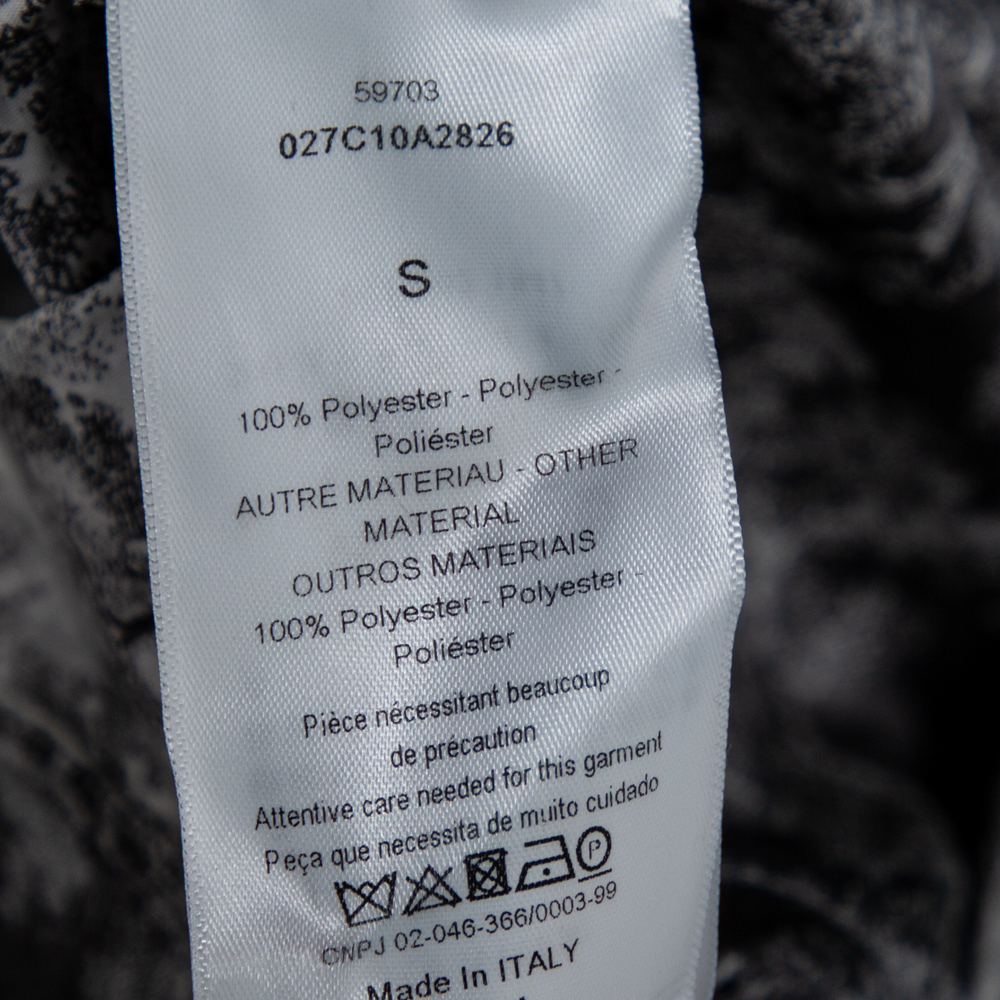 59703
027C10A2826
S
100% Polyester - Polyester -
Poliéster
AUTRE MATERIAU - OTHER
MATERIAL
OUTROS MATERIAIS
100% Polyester - Polyester -
Poliéster
Pièce nécessitant beaucoup
de précaution
Attentive care needed for this garment
Peça que necessita de muito cuidado
P
CNPJ 02-046-366/0003-99
Made In ITALY